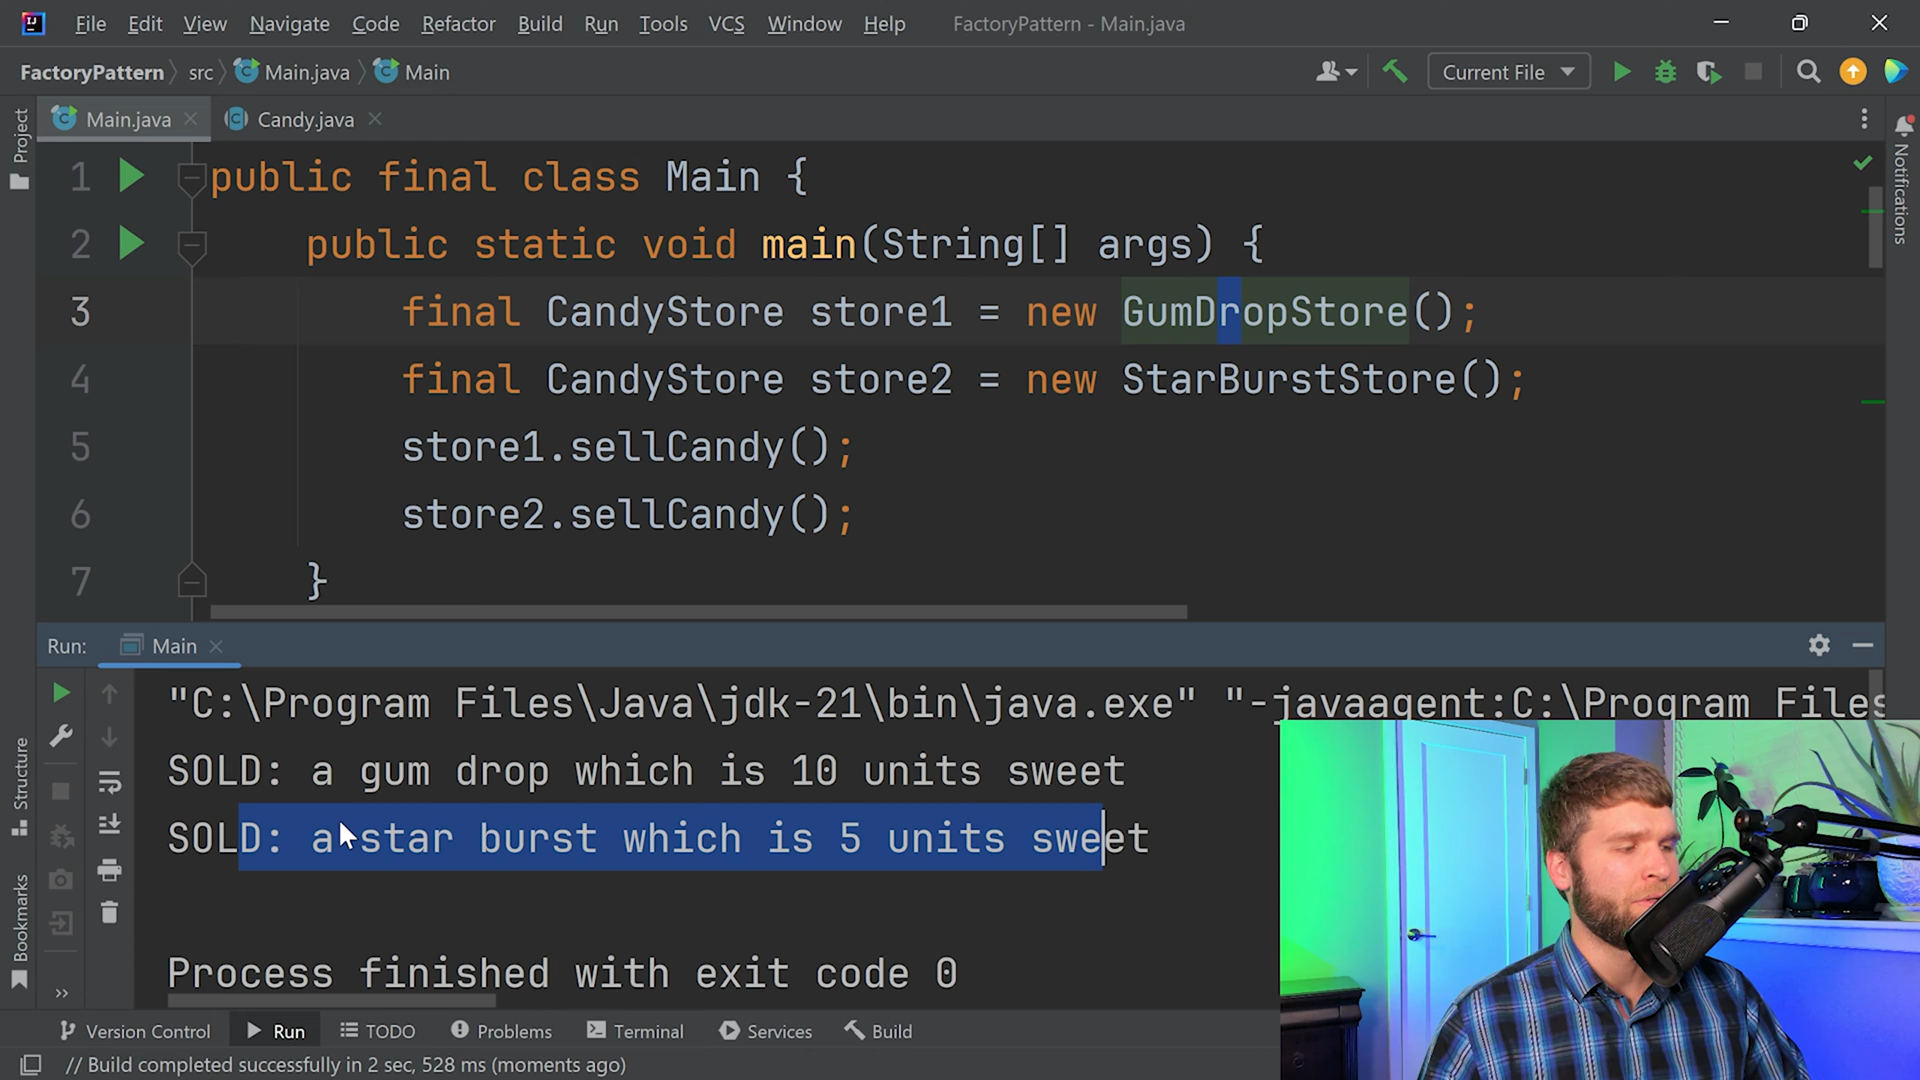 File Edit View Navigate Code Refactor Build Run Tools VCS Window Help FactoryPattern - Main.java
FactoryPattern src Main.java Main Current File
Project
Main.java Candy.java
Notifications
1 public final class Main {
2 public static void main(String[] args) {
3 final CandyStore store1 = new GumDropStore();
4 final CandyStore store2 = new StarBurstStore();
5 store1.sellCandy();
6 store2.sellCandy();
7 }
Run: Main
"C:\Program Files\Java\jdk-21\bin\java.exe" "-javaagent:C:\Program Files
SOLD: a gum drop which is 10 units sweet
SOLD: a star burst which is 5 units sweet
Process finished with exit code 0
Structure
Bookmarks
Version Control Run TODO Problems Terminal Services Build
// Build completed successfully in 2 sec, 528 ms (moments ago)